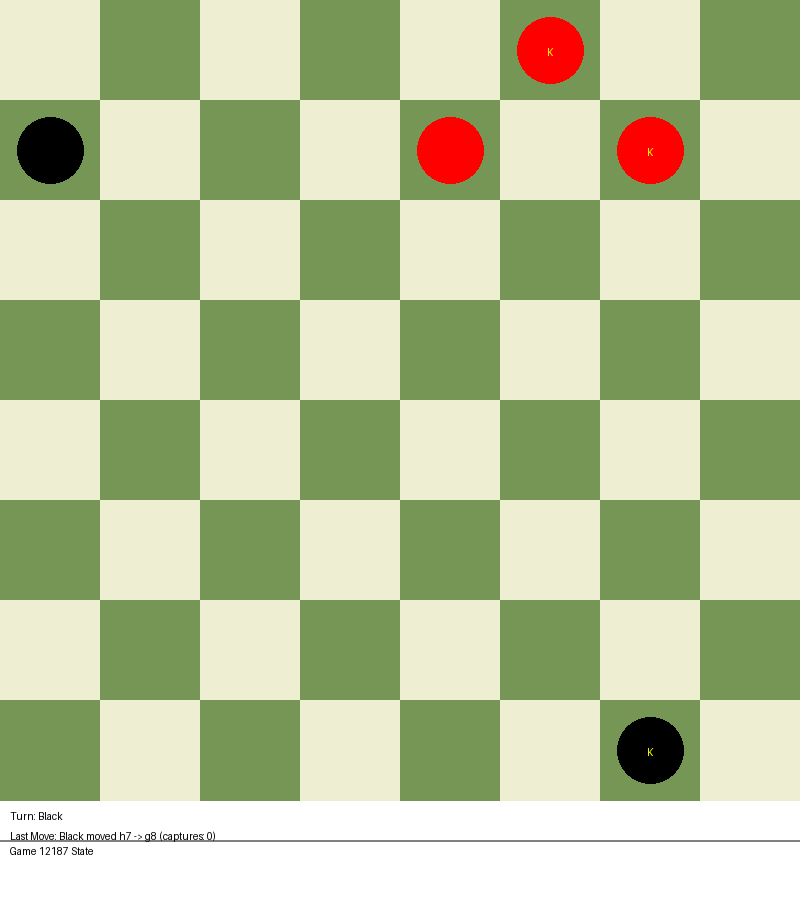 K
K
K
Turn: Black
Last Move: Black moved h7 -> g8 (captures: 0)
Game 12187 State